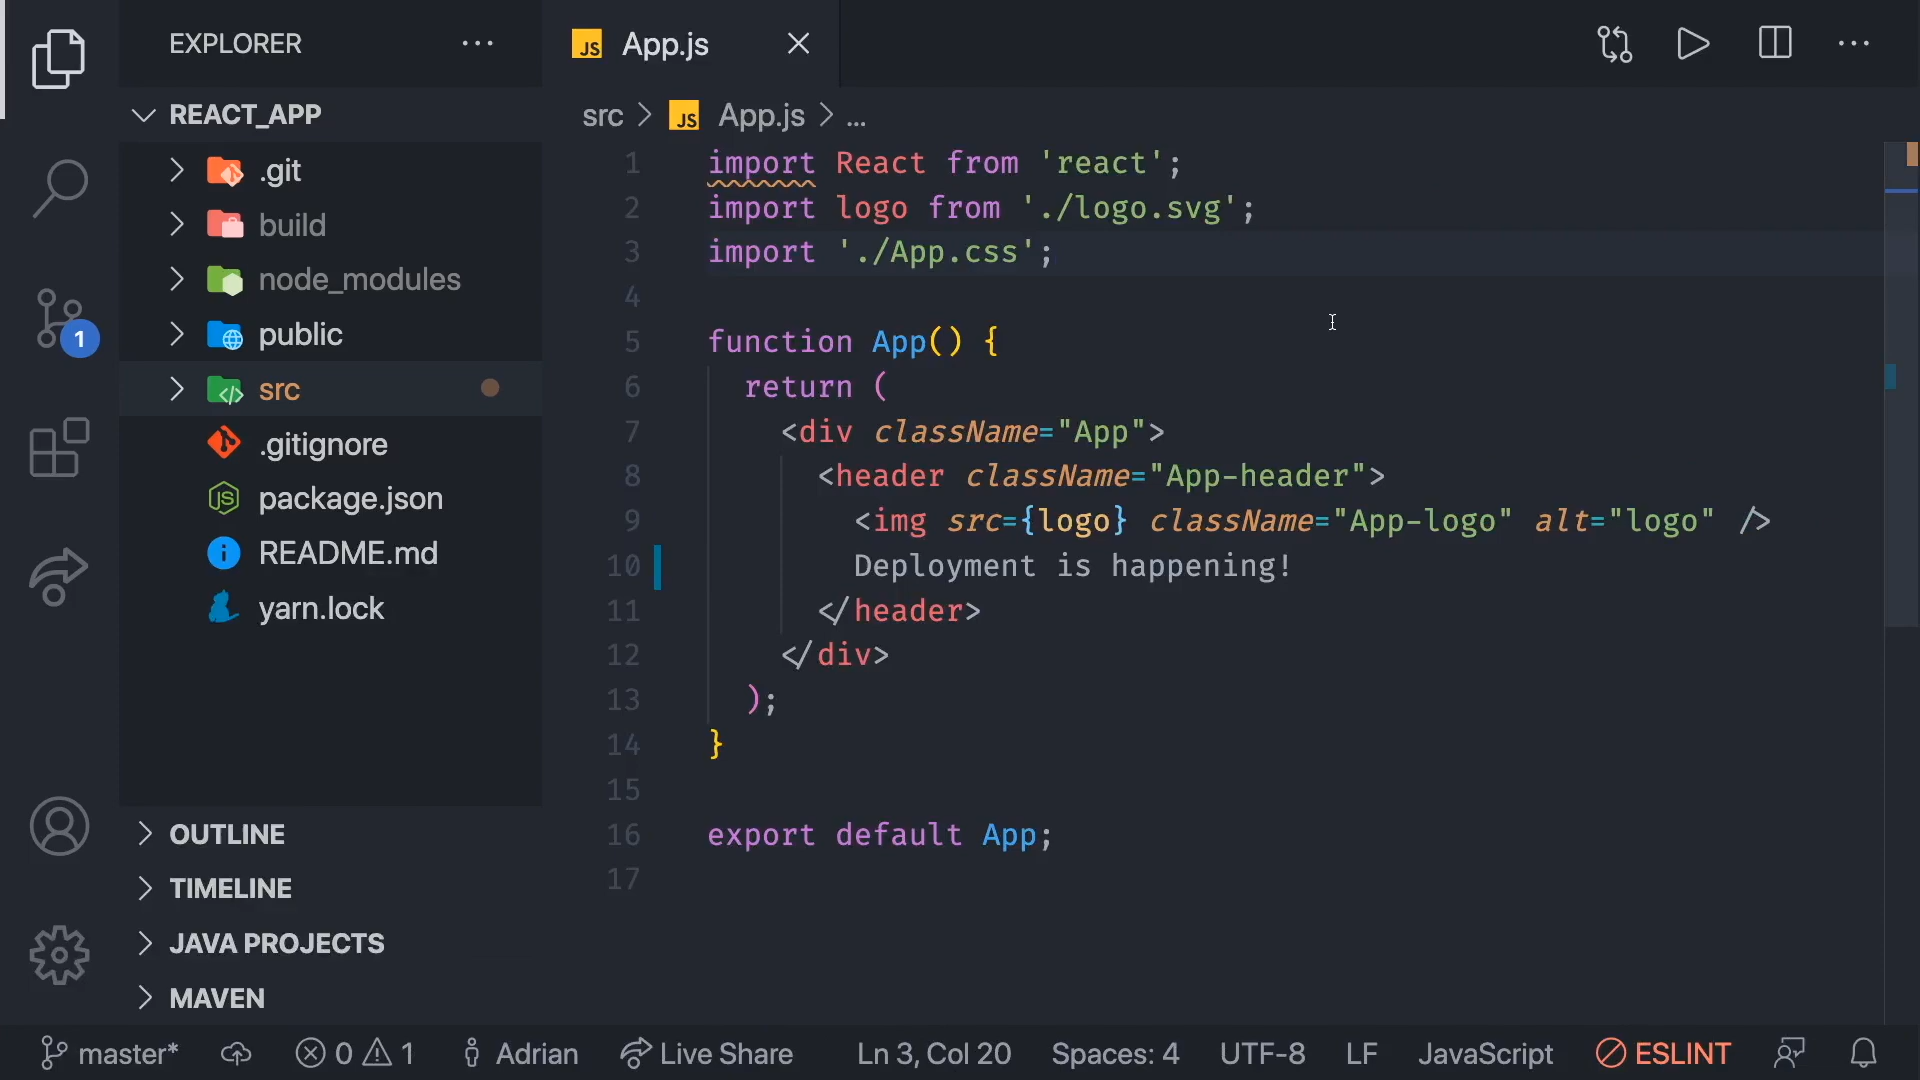 EXPLORER
REACT_APP
.git
build
node_modules
public
src
.gitignore
package.json
README.md
yarn.lock
OUTLINE
TIMELINE
JAVA PROJECTS
MAVEN
1
JS App.js
src > JS App.js > ...
1 import React from 'react';
2 import logo from './logo.svg';
3 import './App.css';
4
5 function App() {
6 return (
7 <div className="App">
8 <header className="App-header">
9 <img src={logo} className="App-logo" alt="logo" />
10 Deployment is happening!
11 </header>
12 </div>
13 );
14 }
15
16 export default App;
17
master* 0 1 Adrian Live Share Ln 3, Col 20 Spaces: 4 UTF-8 LF JavaScript ESLINT